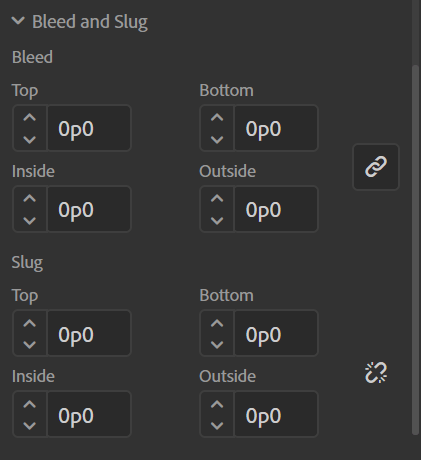 Bleed and Slug
Bleed
Top Bottom
0p0 0p0
Inside Outside
0p0 0p0
Slug
Top Bottom
0p0 0p0
Inside Outside
0p0 0p0